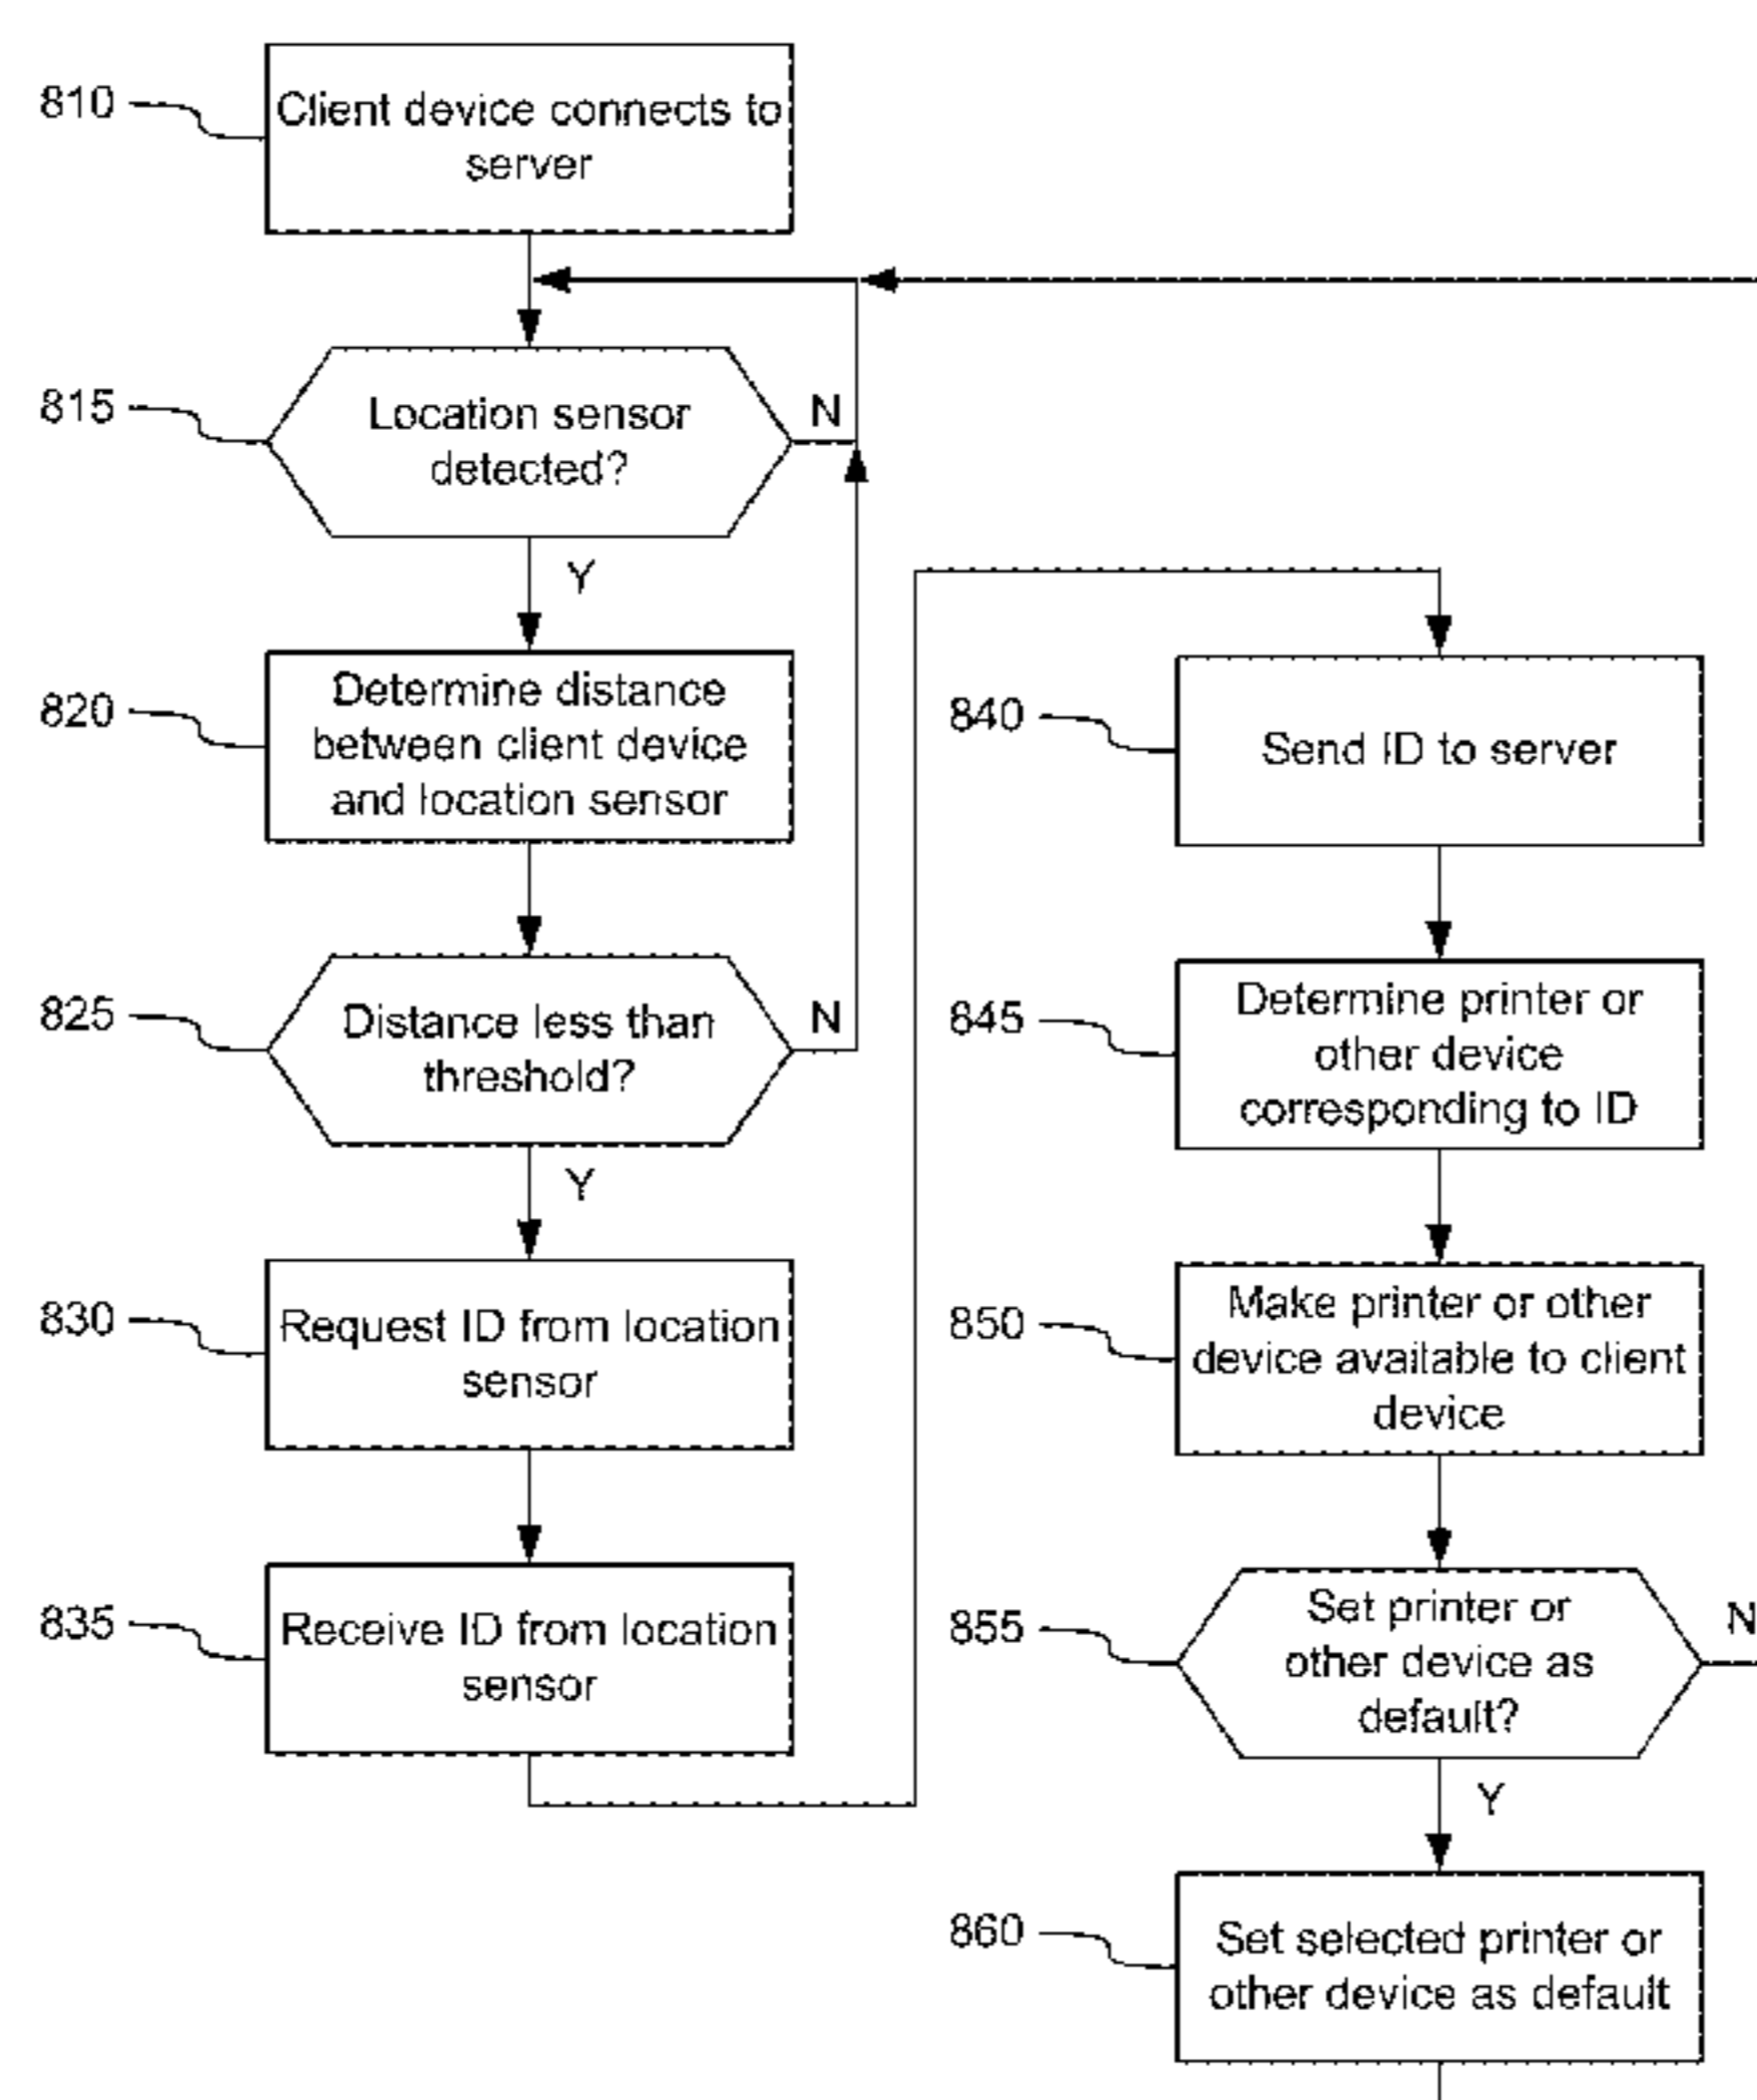 810
Client device connects to
server
815
Location sensor
detected?
N
Y
820
Determine distance
between client device
and location sensor
825
Distance less than
threshold?
N
Y
830
Request ID from location
sensor
835
Receive ID from location
sensor
840
Send ID to server
845
Determine printer or
other device
corresponding to ID
850
Make printer or other
device available to client
device
855
Set printer or
other device as
default?
N
Y
860
Set selected printer or
other device as default